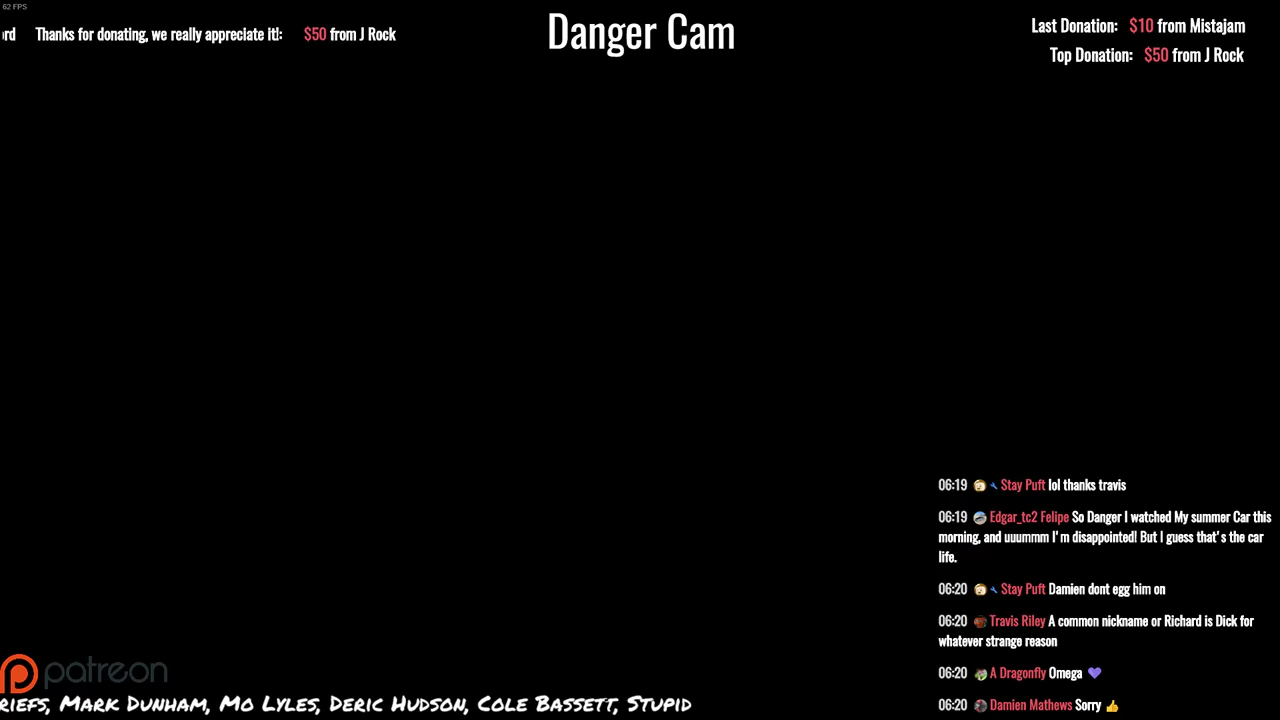 62 FPS
Thanks for donating, we really appreciate it!: $50 from J Rock
Danger Cam
Last Donation: $10 from Mistajam
Top Donation: $50 from J Rock
06:19 Stay Puft lol thanks travis
06:19 Edgar_tc2 Felipe So Danger I watched My summer Car this
morning, and uuummm I'm disappointed! But I guess that's the car
life.
06:20 Stay Puft Damien dont egg him on
06:20 Travis Riley A common nickname or Richard is Dick for
whatever strange reason
06:20 A Dragonfly Omega 💜
06:20 Damien Mathews Sorry 👍
patreon
riefs, Mark Dunham, Mo Lyles, Deric Hudson, Cole Bassett, Stupid